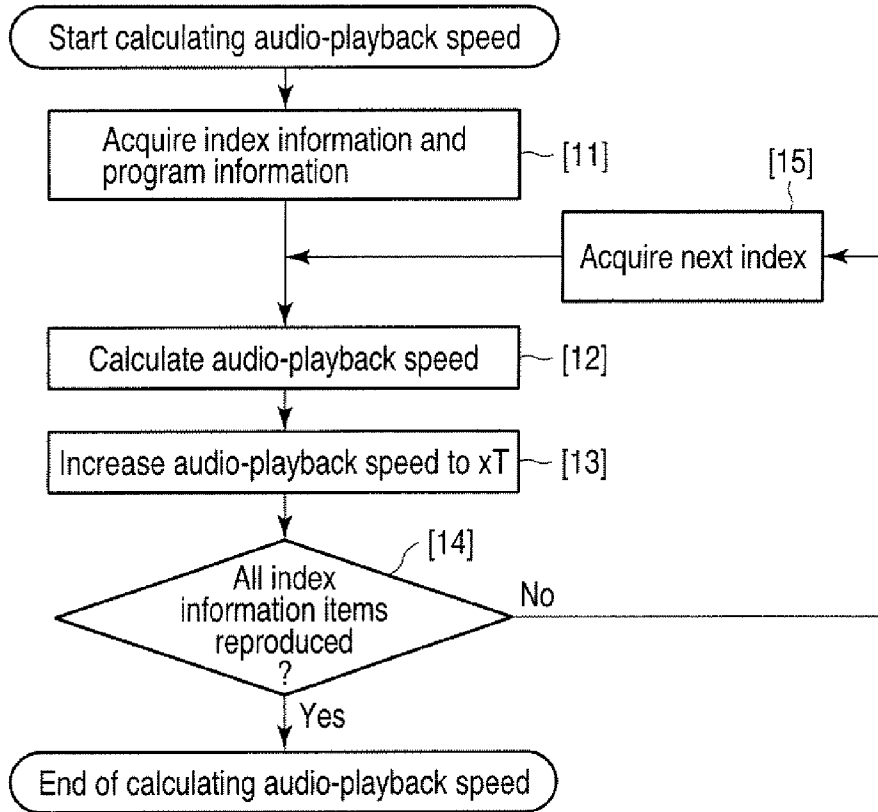 Start calculating audio-playback speed
Acquire index information and
program information
[11]
[15]
Acquire next index
Calculate audio-playback speed
[12]
Increase audio-playback speed to xT
[13]
[14]
All index
information items
reproduced
?
No
Yes
End of calculating audio-playback speed